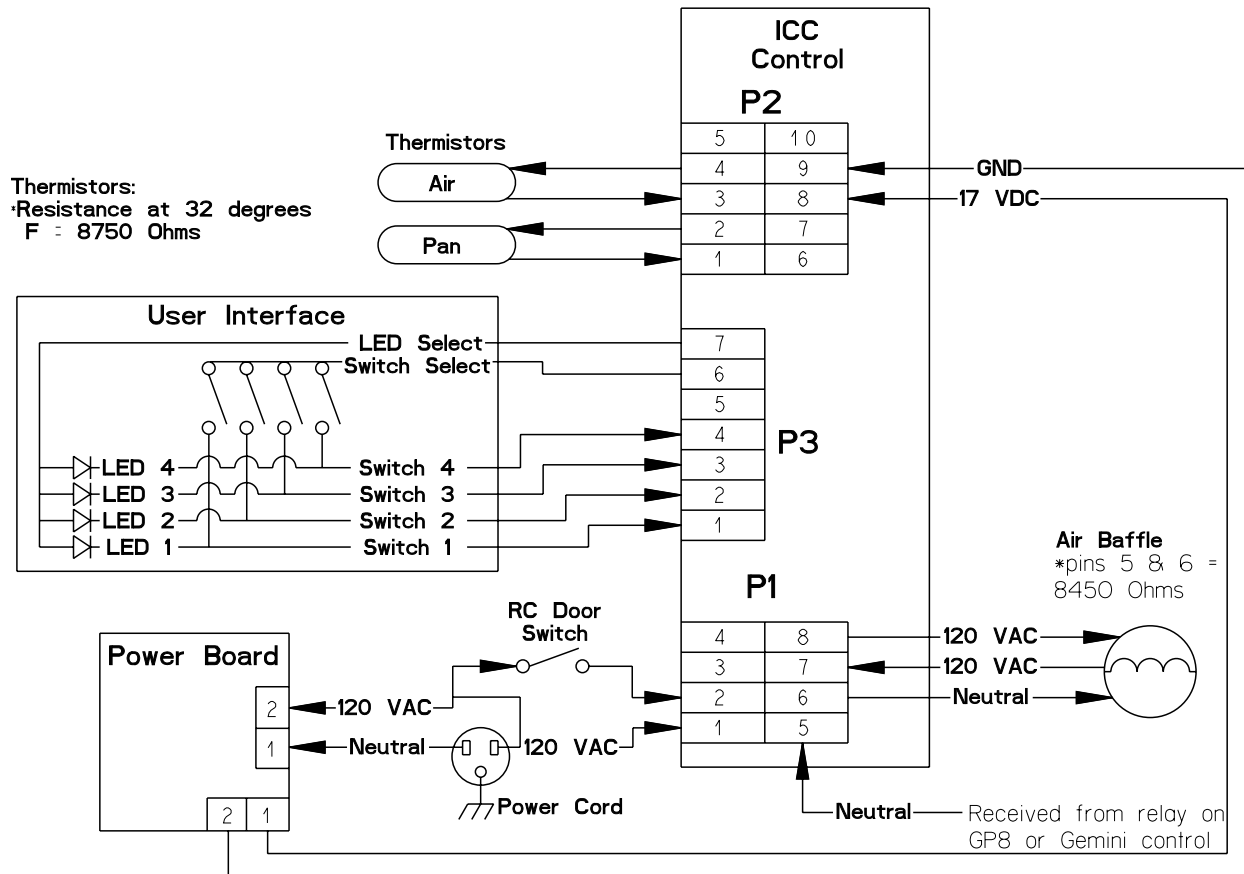 ICC
Control
P2
5 10
4 9
3 8
2 7
1 6
Thermistors
Air
Pan
GND
17 VDC
Thermistors:
*Resistance at 32 degrees
F = 8750 Ohms
User Interface
LED Select
Switch Select
LED 4 Switch 4
LED 3 Switch 3
LED 2 Switch 2
LED 1 Switch 1
7
6
5
4
3
2
1
P3
Air Baffle
*pins 5 & 6 =
8450 Ohms
P1
4 8
3 7
2 6
1 5
120 VAC
120 VAC
Neutral
RC Door
Switch
Power Board
2
1
2 1
120 VAC
Neutral
120 VAC
Power Cord
Neutral
Received from relay on
GP8 or Gemini control